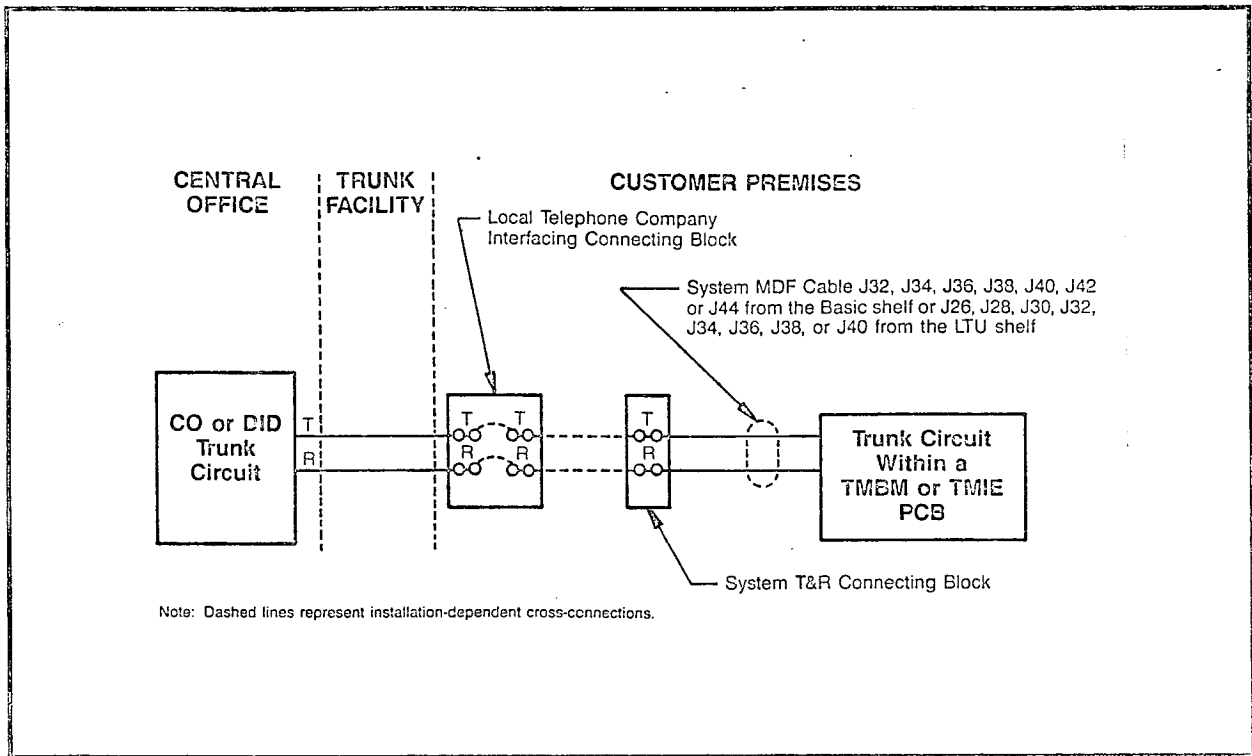 CENTRAL
OFFICE
TRUNK
FACILITY
CUSTOMER PREMISES
Local Telephone Company
Interfacing Connecting Block
System MDF Cable J32, J34, J36, J38, J40, J42
or J44 from the Basic shelf or J26, J28, J30, J32,
J34, J36, J38, or J40 from the LTU shelf
CO or DID
Trunk
Circuit
T
R
T T
R R
T
R
Trunk Circuit
Within a
TMBM or TMIE
PCB
System T&R Connecting Block
Note: Dashed lines represent installation-dependent cross-connections.